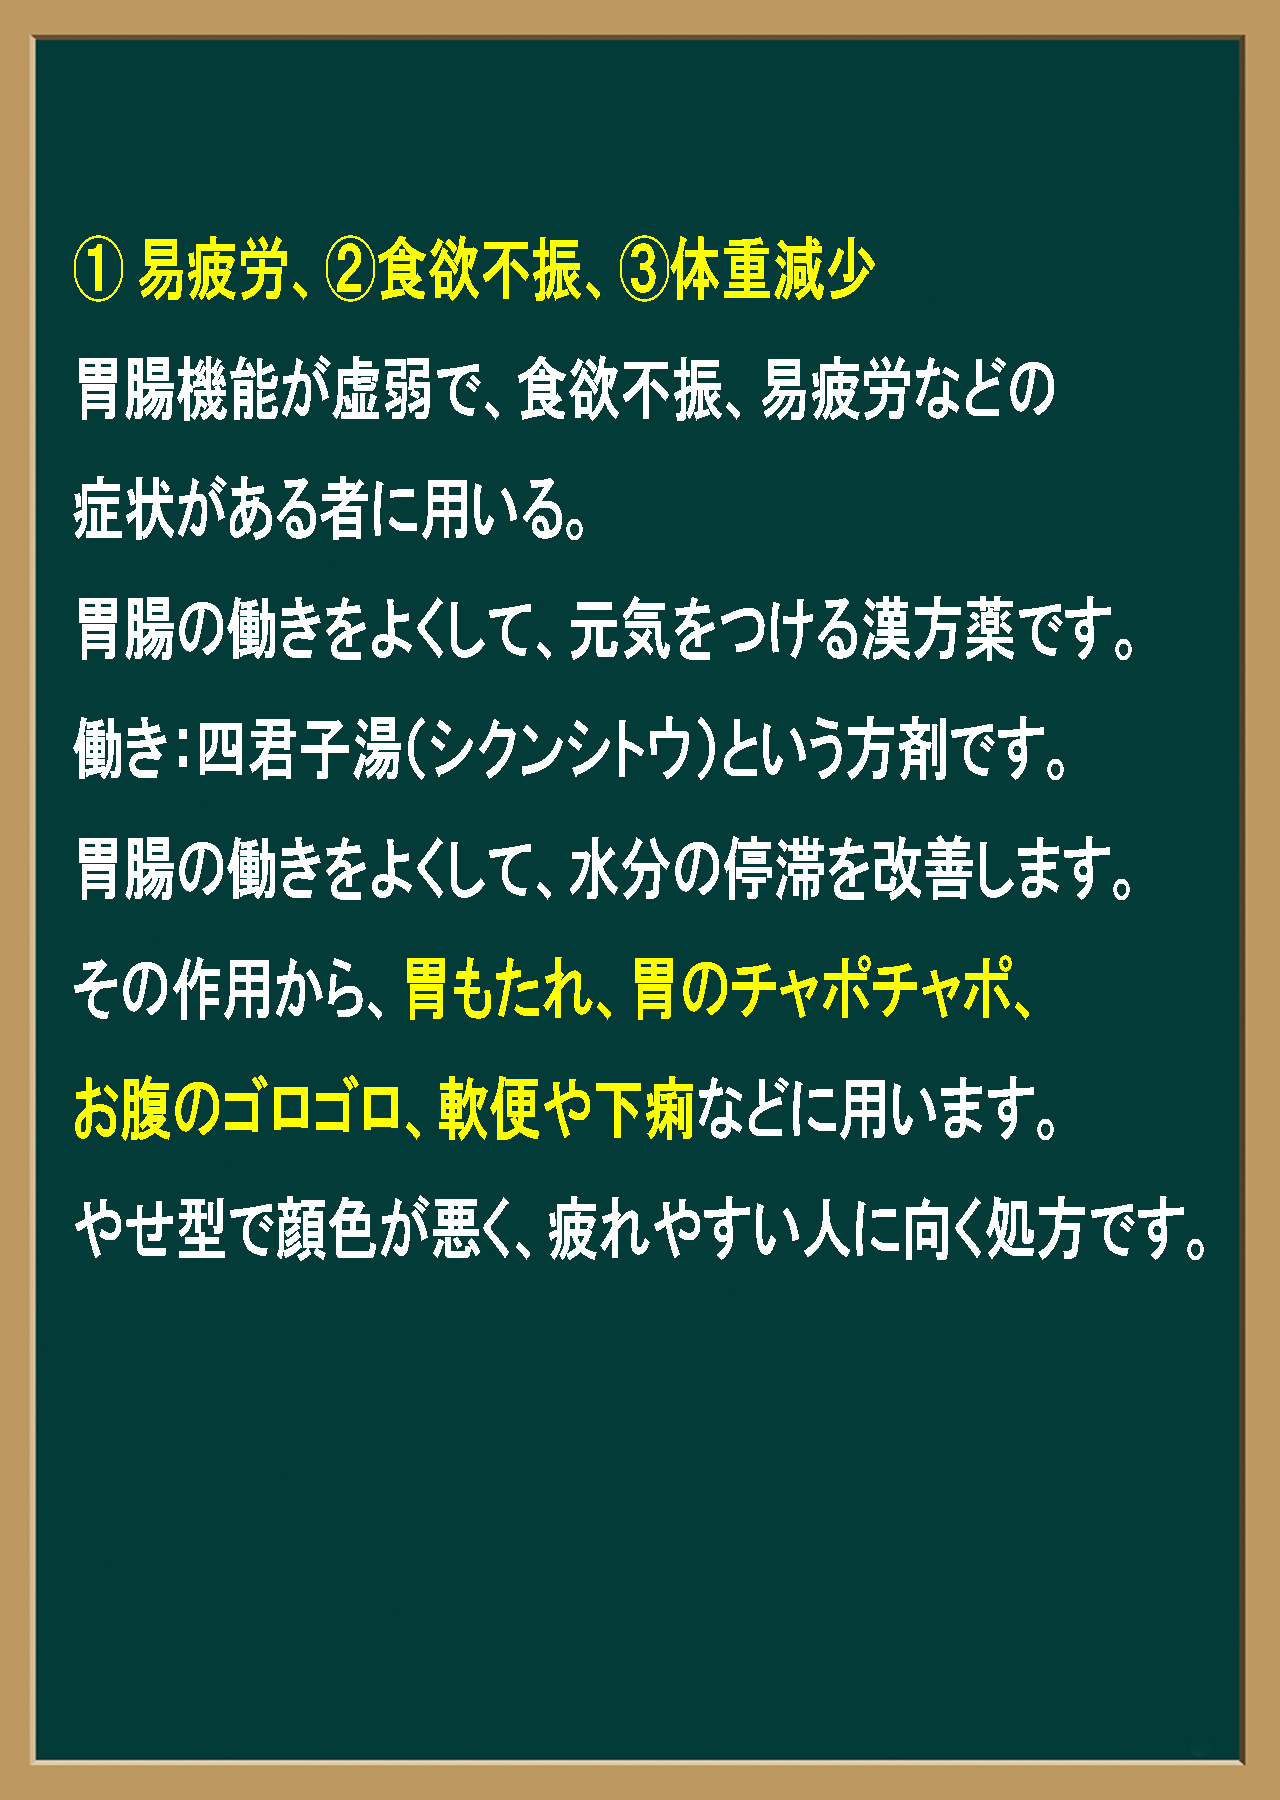 ① 易疲労、②食欲不振、③体重減少
胃腸機能が虚弱で、食欲不振、易疲労などの
症状がある者に用いる。
胃腸の働きをよくして、元気をつける漢方薬です。
働き：四君子湯（シクンシトウ）という方剤です。
胃腸の働きをよくして、水分の停滞を改善します。
その作用から、胃もたれ、胃のチャポチャポ、
お腹のゴロゴロ、軟便や下痢などに用います。
やせ型で顔色が悪く、疲れやすい人に向く処方です。